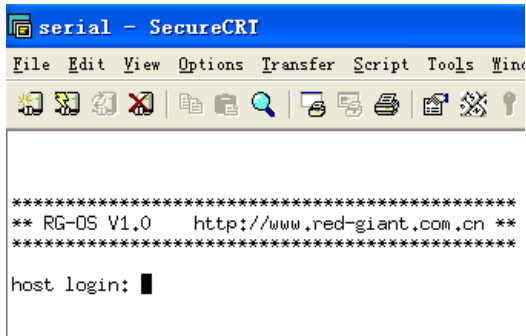 serial - SecureCRT
File Edit View Options Transfer Script Tools
**************************************************
** RG-OS V1.0    http://www.red-giant.com.cn **
**************************************************
host login: